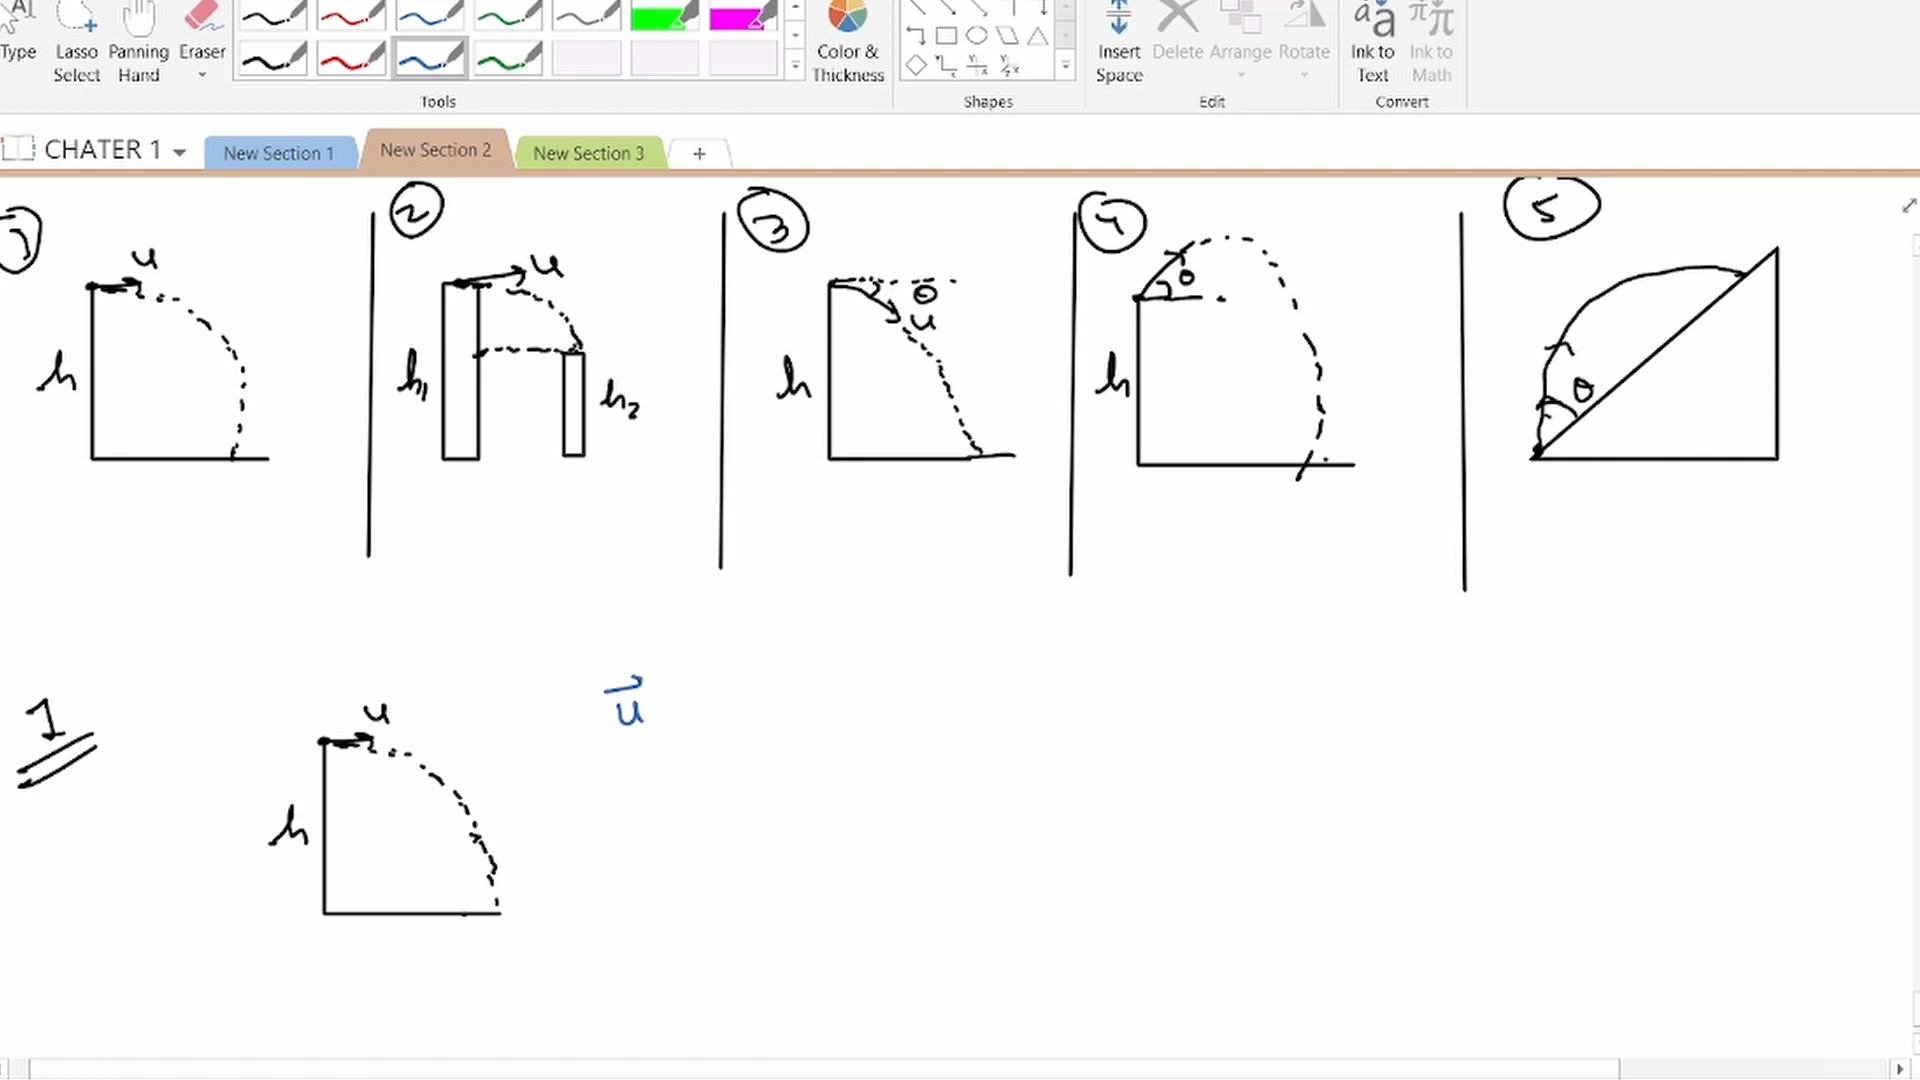 Type
Lasso Select
Panning Hand
Eraser
Color & Thickness
Insert Space
Delete
Arrange
Rotate
Ink to Text
Ink to Math
Tools
Shapes
Edit
Convert
CHATER 1
New Section 1
New Section 2
New Section 3
+
1
u
h
2
u
h₁
h₂
3
θ
u
h
4
θ
h
5
θ
1
u
h
u⃗